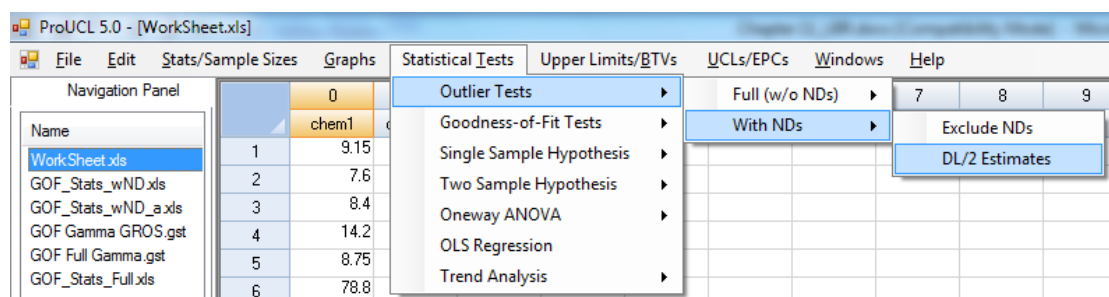 ProUCL 5.0 - [WorkSheet.xls]
File Edit Stats/Sample Sizes Graphs Statistical Tests Upper Limits/BTVs UCLs/EPCs Windows Help
Navigation Panel
Name
WorkSheet.xls
GOF_Stats_wND.xls
GOF_Stats_wND_a.xls
GOF Gamma GROS.gst
GOF Full Gamma.gst
GOF_Stats_Full.xls
0 7 8 9
chem1
1 9.15
2 7.6
3 8.4
4 14.2
5 8.75
6 78.8
Outlier Tests
Goodness-of-Fit Tests
Single Sample Hypothesis
Two Sample Hypothesis
Oneway ANOVA
OLS Regression
Trend Analysis
Full (w/o NDs)
With NDs
Exclude NDs
DL/2 Estimates